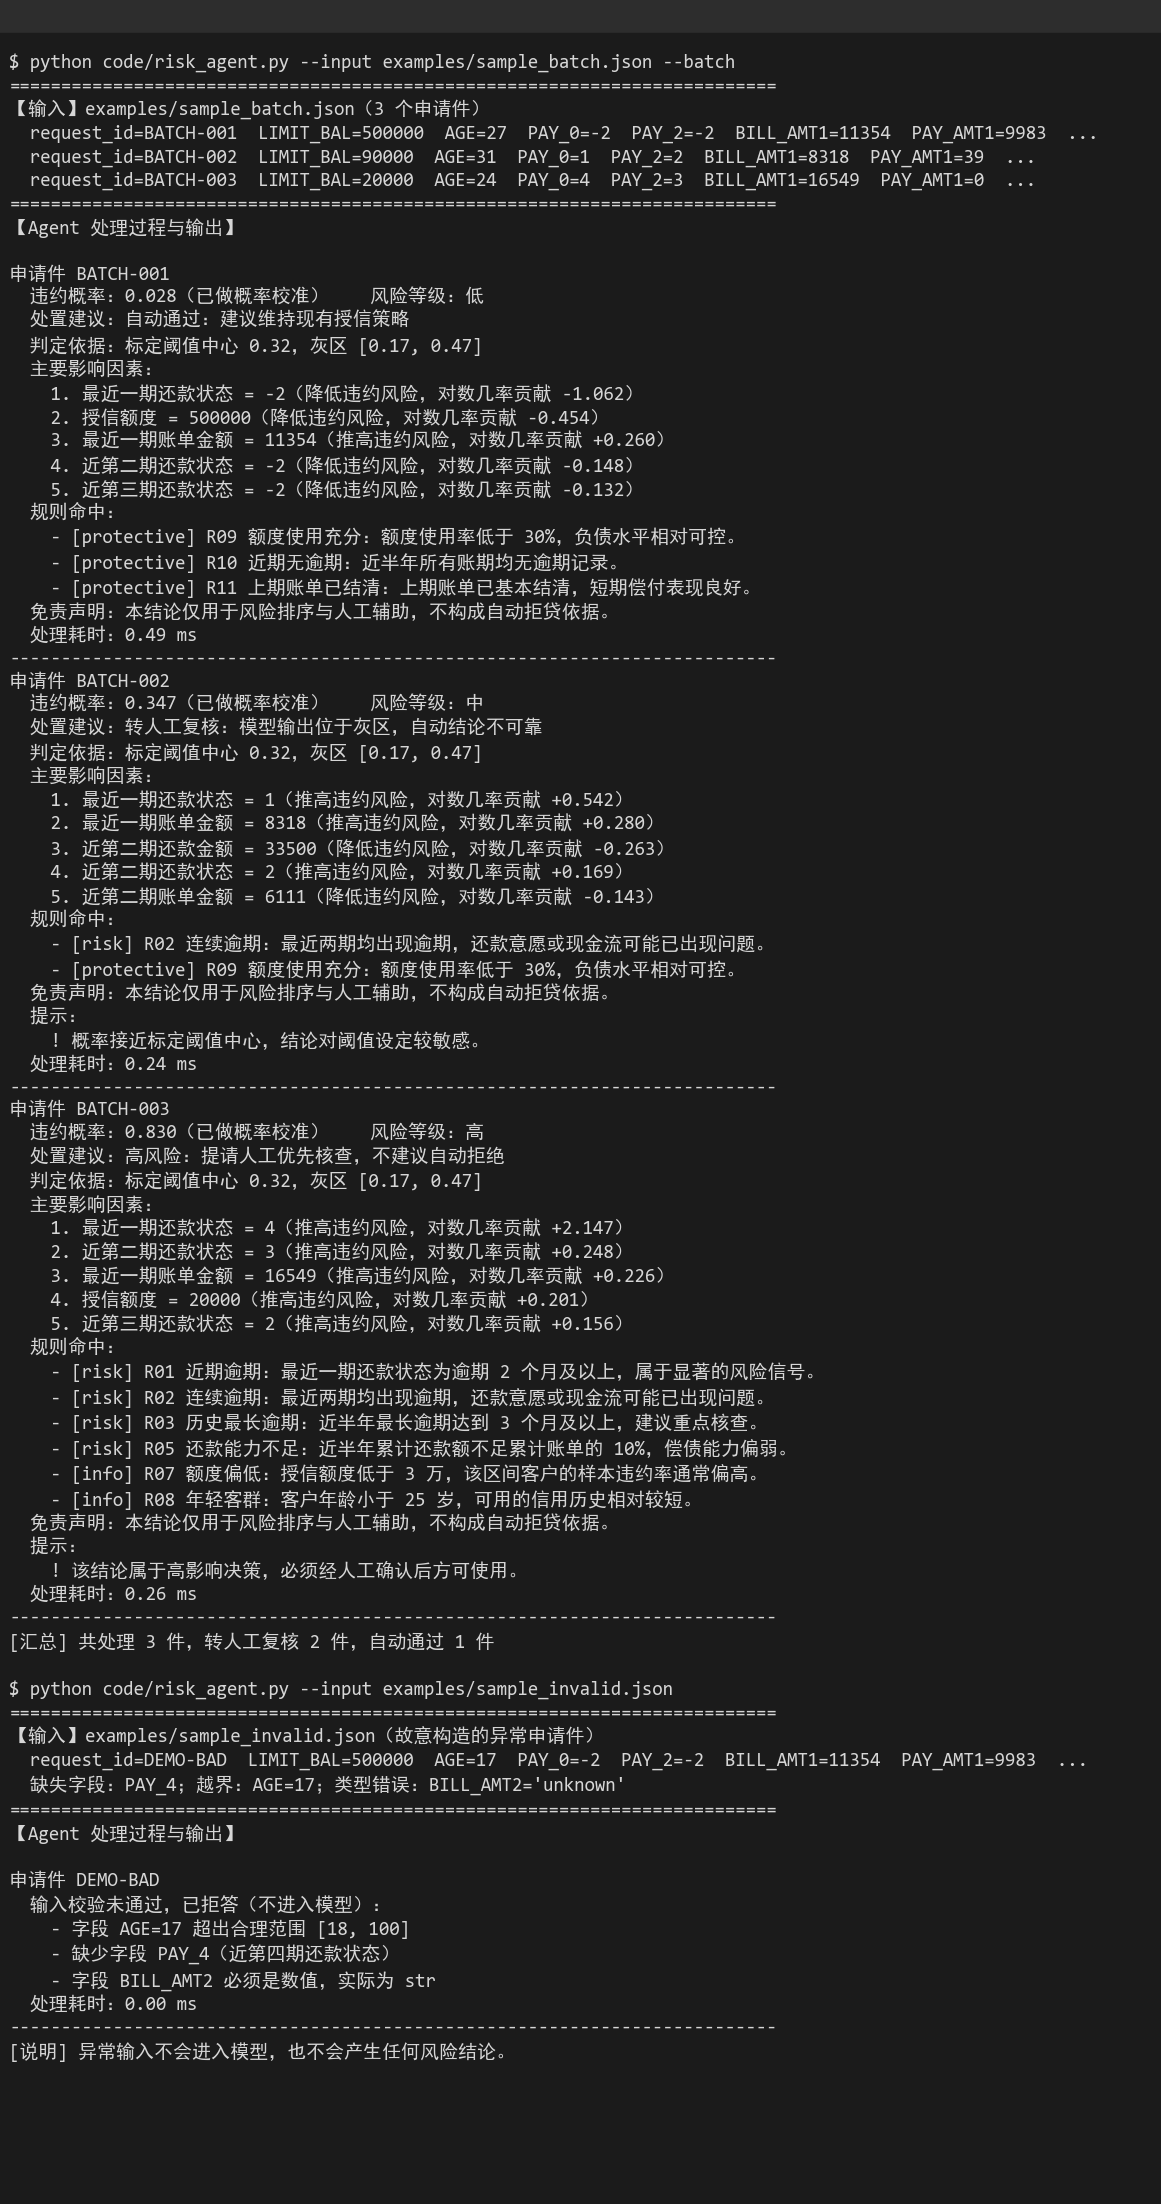 $ python code/risk_agent.py --input examples/sample_batch.json --batch
==========================================================================
【输入】examples/sample_batch.json（3 个申请件）
request_id=BATCH-001  LIMIT_BAL=500000  AGE=27  PAY_0=-2  PAY_2=-2  BILL_AMT1=11354  PAY_AMT1=9983  ...
request_id=BATCH-002  LIMIT_BAL=90000  AGE=31  PAY_0=1  PAY_2=2  BILL_AMT1=8318  PAY_AMT1=39  ...
request_id=BATCH-003  LIMIT_BAL=20000  AGE=24  PAY_0=4  PAY_2=3  BILL_AMT1=16549  PAY_AMT1=0  ...
==========================================================================
【Agent 处理过程与输出】
申请件 BATCH-001
违约概率：0.028（已做概率校准）    风险等级：低
处置建议：自动通过：建议维持现有授信策略
判定依据：标定阈值中心 0.32，灰区 [0.17, 0.47]
主要影响因素：
1. 最近一期还款状态 = -2（降低违约风险，对数几率贡献 -1.062）
2. 授信额度 = 500000（降低违约风险，对数几率贡献 -0.454）
3. 最近一期账单金额 = 11354（推高违约风险，对数几率贡献 +0.260）
4. 近第二期还款状态 = -2（降低违约风险，对数几率贡献 -0.148）
5. 近第三期还款状态 = -2（降低违约风险，对数几率贡献 -0.132）
规则命中：
- [protective] R09 额度使用充分：额度使用率低于 30%，负债水平相对可控。
- [protective] R10 近期无逾期：近半年所有账期均无逾期记录。
- [protective] R11 上期账单已结清：上期账单已基本结清，短期偿付表现良好。
免责声明：本结论仅用于风险排序与人工辅助，不构成自动拒贷依据。
处理耗时：0.49 ms
--------------------------------------------------------------------------
申请件 BATCH-002
违约概率：0.347（已做概率校准）    风险等级：中
处置建议：转人工复核：模型输出位于灰区，自动结论不可靠
判定依据：标定阈值中心 0.32，灰区 [0.17, 0.47]
主要影响因素：
1. 最近一期还款状态 = 1（推高违约风险，对数几率贡献 +0.542）
2. 最近一期账单金额 = 8318（推高违约风险，对数几率贡献 +0.280）
3. 近第二期还款金额 = 33500（降低违约风险，对数几率贡献 -0.263）
4. 近第二期还款状态 = 2（推高违约风险，对数几率贡献 +0.169）
5. 近第二期账单金额 = 6111（降低违约风险，对数几率贡献 -0.143）
规则命中：
- [risk] R02 连续逾期：最近两期均出现逾期，还款意愿或现金流可能已出现问题。
- [protective] R09 额度使用充分：额度使用率低于 30%，负债水平相对可控。
免责声明：本结论仅用于风险排序与人工辅助，不构成自动拒贷依据。
提示：
! 概率接近标定阈值中心，结论对阈值设定较敏感。
处理耗时：0.24 ms
--------------------------------------------------------------------------
申请件 BATCH-003
违约概率：0.830（已做概率校准）    风险等级：高
处置建议：高风险：提请人工优先核查，不建议自动拒绝
判定依据：标定阈值中心 0.32，灰区 [0.17, 0.47]
主要影响因素：
1. 最近一期还款状态 = 4（推高违约风险，对数几率贡献 +2.147）
2. 近第二期还款状态 = 3（推高违约风险，对数几率贡献 +0.248）
3. 最近一期账单金额 = 16549（推高违约风险，对数几率贡献 +0.226）
4. 授信额度 = 20000（推高违约风险，对数几率贡献 +0.201）
5. 近第三期还款状态 = 2（推高违约风险，对数几率贡献 +0.156）
规则命中：
- [risk] R01 近期逾期：最近一期还款状态为逾期 2 个月及以上，属于显著的风险信号。
- [risk] R02 连续逾期：最近两期均出现逾期，还款意愿或现金流可能已出现问题。
- [risk] R03 历史最长逾期：近半年最长逾期达到 3 个月及以上，建议重点核查。
- [risk] R05 还款能力不足：近半年累计还款额不足累计账单的 10%，偿债能力偏弱。
- [info] R07 额度偏低：授信额度低于 3 万，该区间客户的样本违约率通常偏高。
- [info] R08 年轻客群：客户年龄小于 25 岁，可用的信用历史相对较短。
免责声明：本结论仅用于风险排序与人工辅助，不构成自动拒贷依据。
提示：
! 该结论属于高影响决策，必须经人工确认后方可使用。
处理耗时：0.26 ms
--------------------------------------------------------------------------
[汇总] 共处理 3 件，转人工复核 2 件，自动通过 1 件
$ python code/risk_agent.py --input examples/sample_invalid.json
==========================================================================
【输入】examples/sample_invalid.json（故意构造的异常申请件）
request_id=DEMO-BAD  LIMIT_BAL=500000  AGE=17  PAY_0=-2  PAY_2=-2  BILL_AMT1=11354  PAY_AMT1=9983  ...
缺失字段：PAY_4；越界：AGE=17；类型错误：BILL_AMT2='unknown'
==========================================================================
【Agent 处理过程与输出】
申请件 DEMO-BAD
输入校验未通过，已拒答（不进入模型）：
- 字段 AGE=17 超出合理范围 [18, 100]
- 缺少字段 PAY_4（近第四期还款状态）
- 字段 BILL_AMT2 必须是数值，实际为 str
处理耗时：0.00 ms
--------------------------------------------------------------------------
[说明] 异常输入不会进入模型，也不会产生任何风险结论。